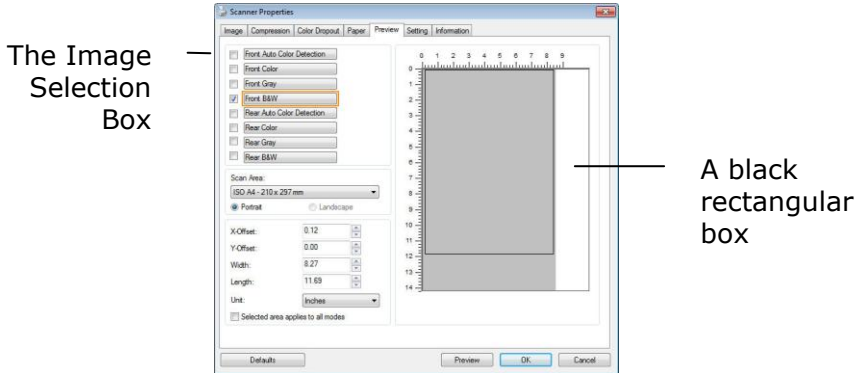 Scanner Properties
Image Compression Color Dropout Paper Preview Setting Information
The Image
Selection
Box
Front Auto Color Detection
Front Color
Front Gray
Front B&W
Rear Auto Color Detection
Rear Color
Rear Gray
Rear B&W
Scan Area:
ISO A4 - 210 x 297 mm
Portrait Landscape
X-Offset: 0.12
Y-Offset: 0.00
Width: 8.27
Length: 11.69
Unit: Inches
Selected area applies to all modes
0 1 2 3 4 5 6 7 8 9
0
1
2
3
4
5
6
7
8
9
10
11
12
13
14
A black
rectangular
box
Defaults Preview OK Cancel